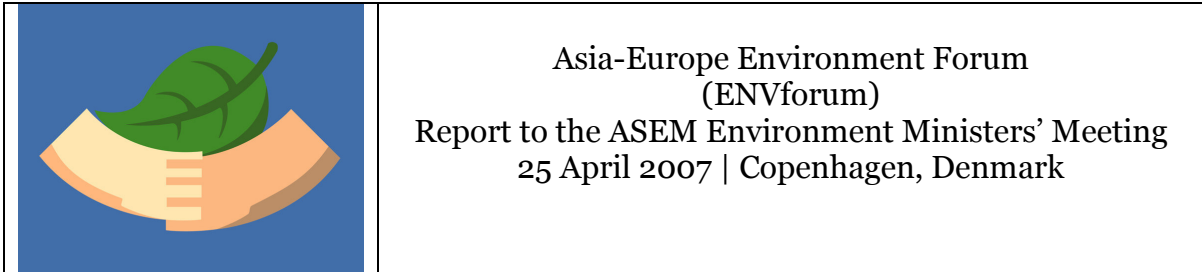 Asia-Europe Environment Forum
(ENVforum)
Report to the ASEM Environment Ministers’ Meeting
25 April 2007 | Copenhagen, Denmark